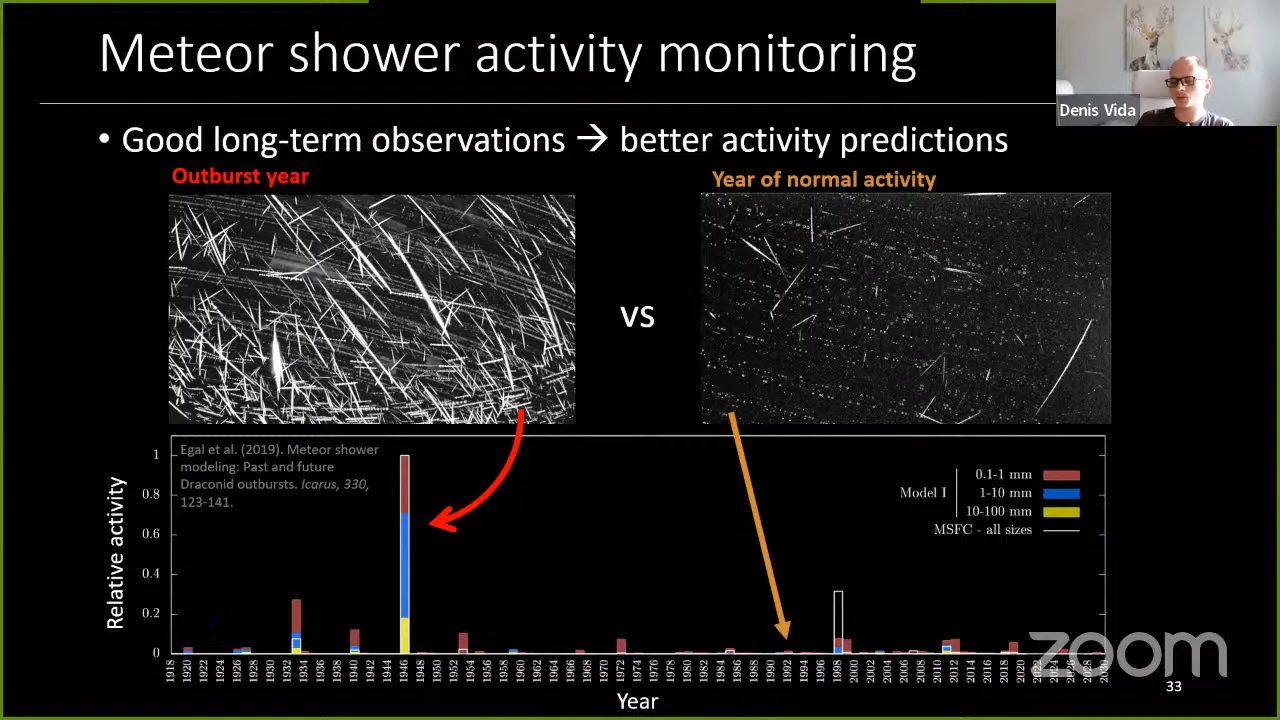 Meteor shower activity monitoring
Denis Vida
• Good long-term observations → better activity predictions
Outburst year
Year of normal activity
vs
Egal et al. (2019). Meteor shower
modeling: Past and future
Draconid outbursts. Icarus, 330,
123-141.
Relative activity
1
0.8
0.6
0.4
0.2
0
Model I
0.1-1 mm
1-10 mm
10-100 mm
MSFC - all sizes
1918 1920 1922 1924 1926 1928 1930 1932 1934 1936 1938 1940 1942 1944 1946 1948 1950 1952 1954 1956 1958 1960 1962 1964 1966 1968 1970 1972 1974 1976 1978 1980 1982 1984 1986 1988 1990 1992 1994 1996 1998 2000 2002 2004 2006 2008 2010 2012 2014 2016 2018 2020
Year
zoom
33